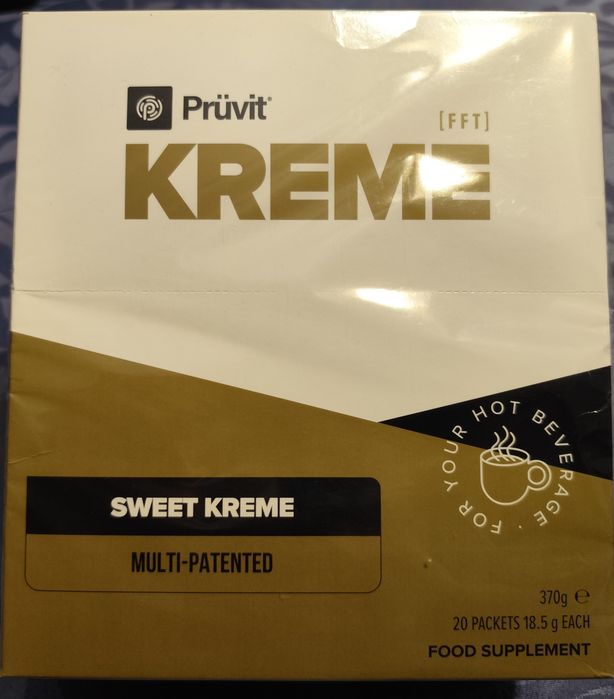 Prüvit®
[FFT]
KREME
FOR YOUR HOT BEVERAGE ·
SWEET KREME
MULTI-PATENTED
370g ℮
20 PACKETS 18.5 g EACH
FOOD SUPPLEMENT